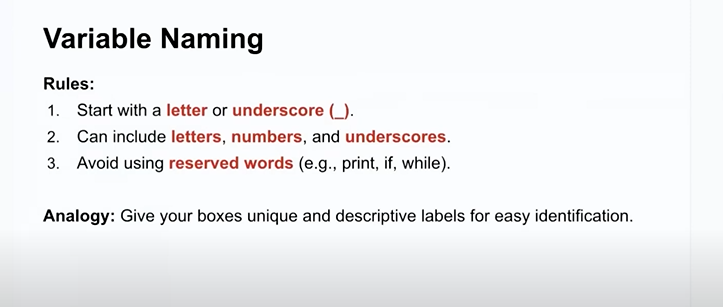 Variable Naming
Rules:
1. Start with a letter or underscore (_).
2. Can include letters, numbers, and underscores.
3. Avoid using reserved words (e.g., print, if, while).
Analogy: Give your boxes unique and descriptive labels for easy identification.